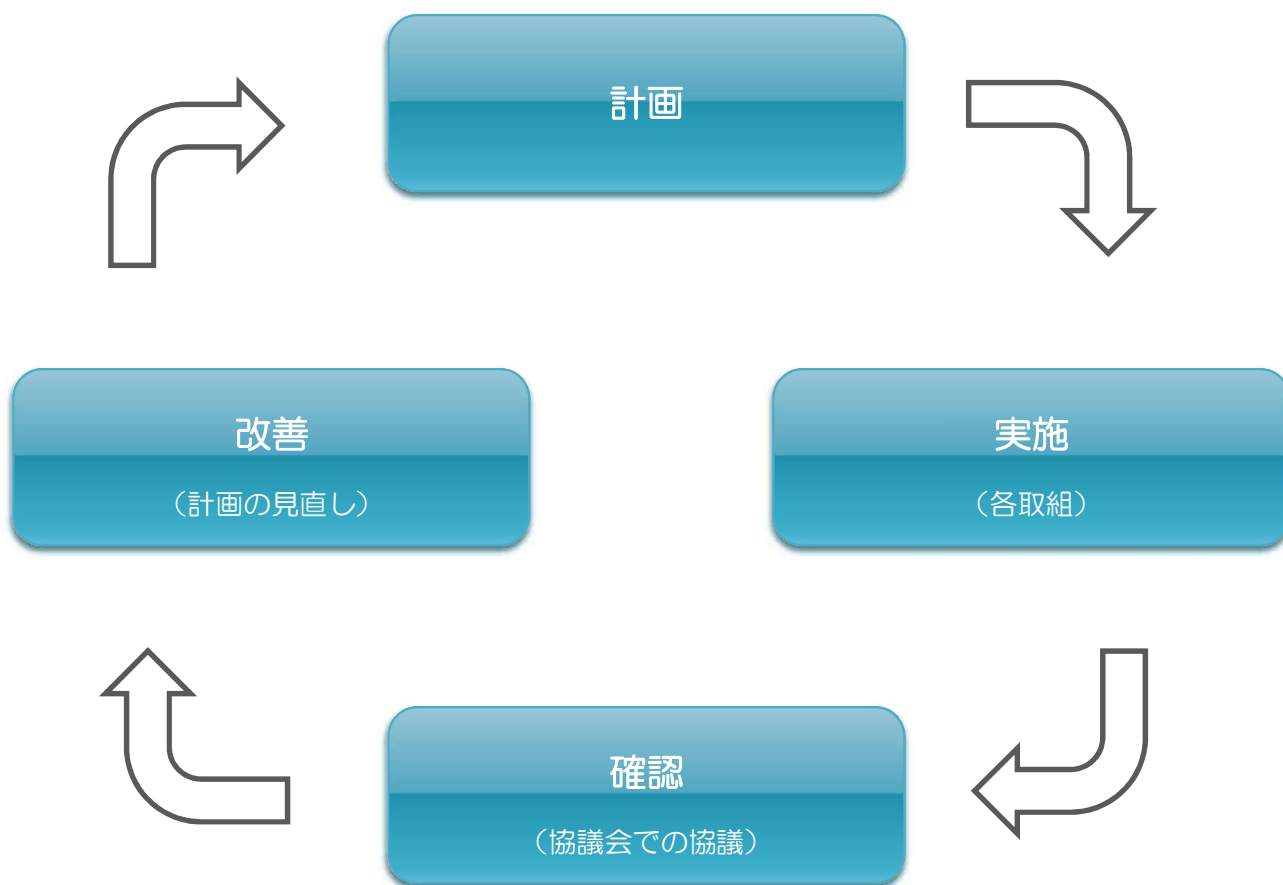 計画
改善
（計画の見直し）
実施
（各取組）
確認
（協議会での協議）